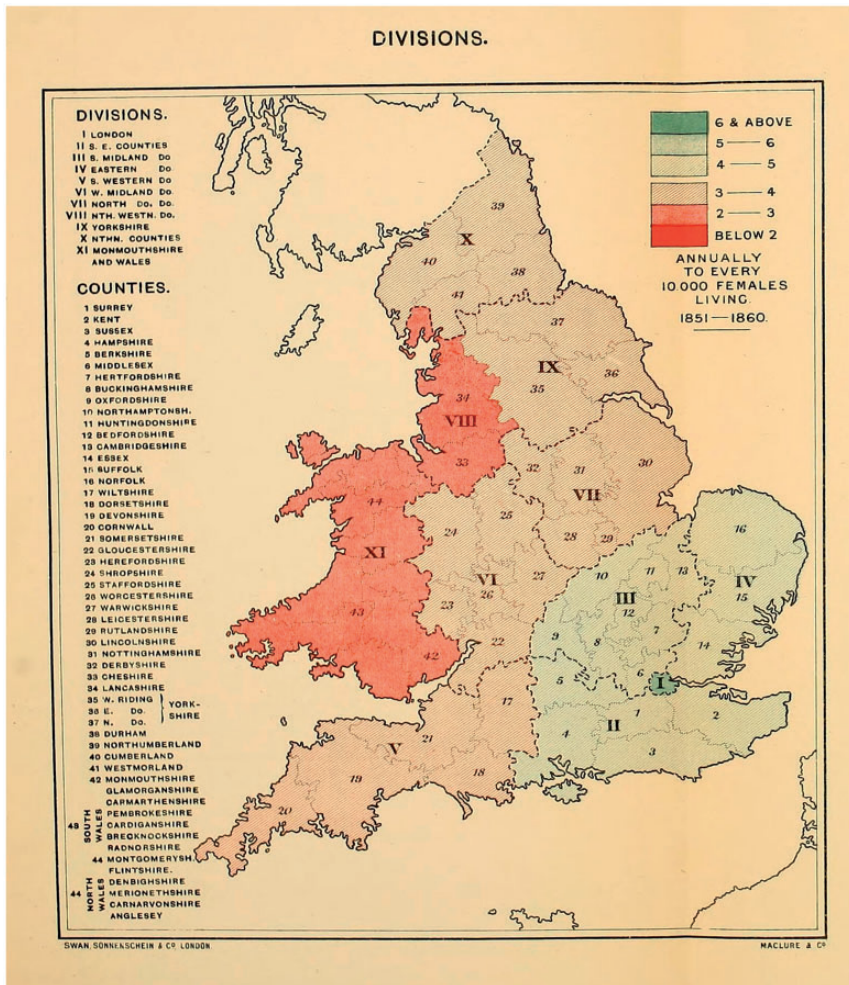 DIVISIONS.
DIVISIONS.
I LONDON
II S. E. COUNTIES
III S. MIDLAND Do
IV EASTERN Do
V S. WESTERN Do.
VI W. MIDLAND Do.
VII NORTH Do. Do.
VIII NTH. WESTN. Do.
IX YORKSHIRE
X NTHN. COUNTIES
XI MONMOUTHSHIRE
AND WALES
COUNTIES.
1 SURREY
2 KENT
3 SUSSEX
4 HAMPSHIRE
5 BERKSHIRE
6 MIDDLESEX
7 HERTFORDSHIRE
8 BUCKINGHAMSHIRE
9 OXFORDSHIRE
10 NORTHAMPTONSH.
11 HUNTINGDONSHIRE
12 BEDFORDSHIRE
13 CAMBRIDGESHIRE
14 ESSEX
15 SUFFOLK
16 NORFOLK
17 WILTSHIRE
18 DORSETSHIRE
19 DEVONSHIRE
20 CORNWALL
21 SOMERSETSHIRE
22 GLOUCESTERSHIRE
23 HEREFORDSHIRE
24 SHROPSHIRE
25 STAFFORDSHIRE
26 WORCESTERSHIRE
27 WARWICKSHIRE
28 LEICESTERSHIRE
29 RUTLANDSHIRE
30 LINCOLNSHIRE
31 NOTTINGHAMSHIRE
32 DERBYSHIRE
33 CHESHIRE
34 LANCASHIRE
35 W. RIDING
36 E. Do.
37 N. Do.
YORK-
SHIRE
38 DURHAM
39 NORTHUMBERLAND
40 CUMBERLAND
41 WESTMORLAND
42 MONMOUTHSHIRE
43 SOUTH WALES
GLAMORGANSHIRE
CARMARTHENSHIRE
PEMBROKESHIRE
CARDIGANSHIRE
BRECKNOCKSHIRE
RADNORSHIRE
44 MONTGOMERYSH.
FLINTSHIRE.
44 NORTH WALES
DENBIGHSHIRE
MERIONETHSHIRE
CARNARVONSHIRE
ANGLESEY
6 & ABOVE
5 — 6
4 — 5
3 — 4
2 — 3
BELOW 2
ANNUALLY
TO EVERY
10.000 FEMALES
LIVING.
1851—1860.
39
X
40
38
41
37
IX
35
36
34
VIII
33
32
31
30
VII
44
25
24
28
29
16
XI
VI
27
26
10
11
13
IV
15
III
12
43
23
7
9
8
14
22
42
6
I
5
17
1
2
II
V
21
4
3
19
18
20
SWAN, SONNENSCHEIN & Co. LONDON.
MACLURE & Co